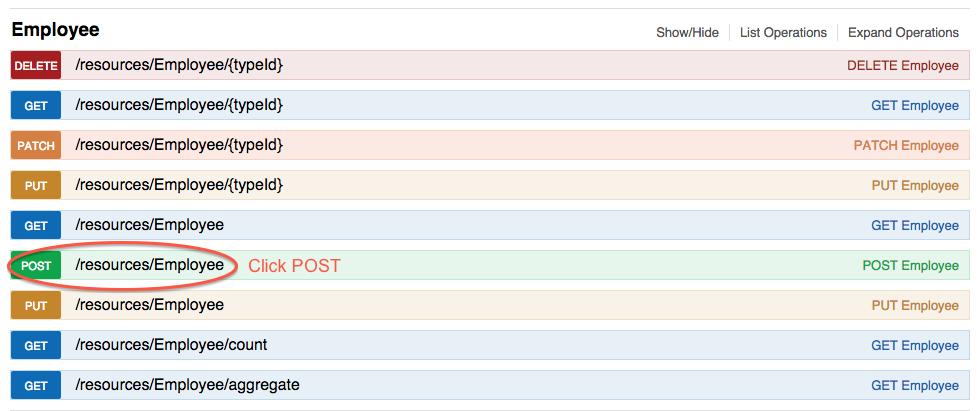 Employee Show/Hide List Operations Expand Operations
DELETE /resources/Employee/{typeId} DELETE Employee
GET /resources/Employee/{typeId} GET Employee
PATCH /resources/Employee/{typeId} PATCH Employee
PUT /resources/Employee/{typeId} PUT Employee
GET /resources/Employee GET Employee
POST /resources/Employee Click POST POST Employee
PUT /resources/Employee PUT Employee
GET /resources/Employee/count GET Employee
GET /resources/Employee/aggregate GET Employee